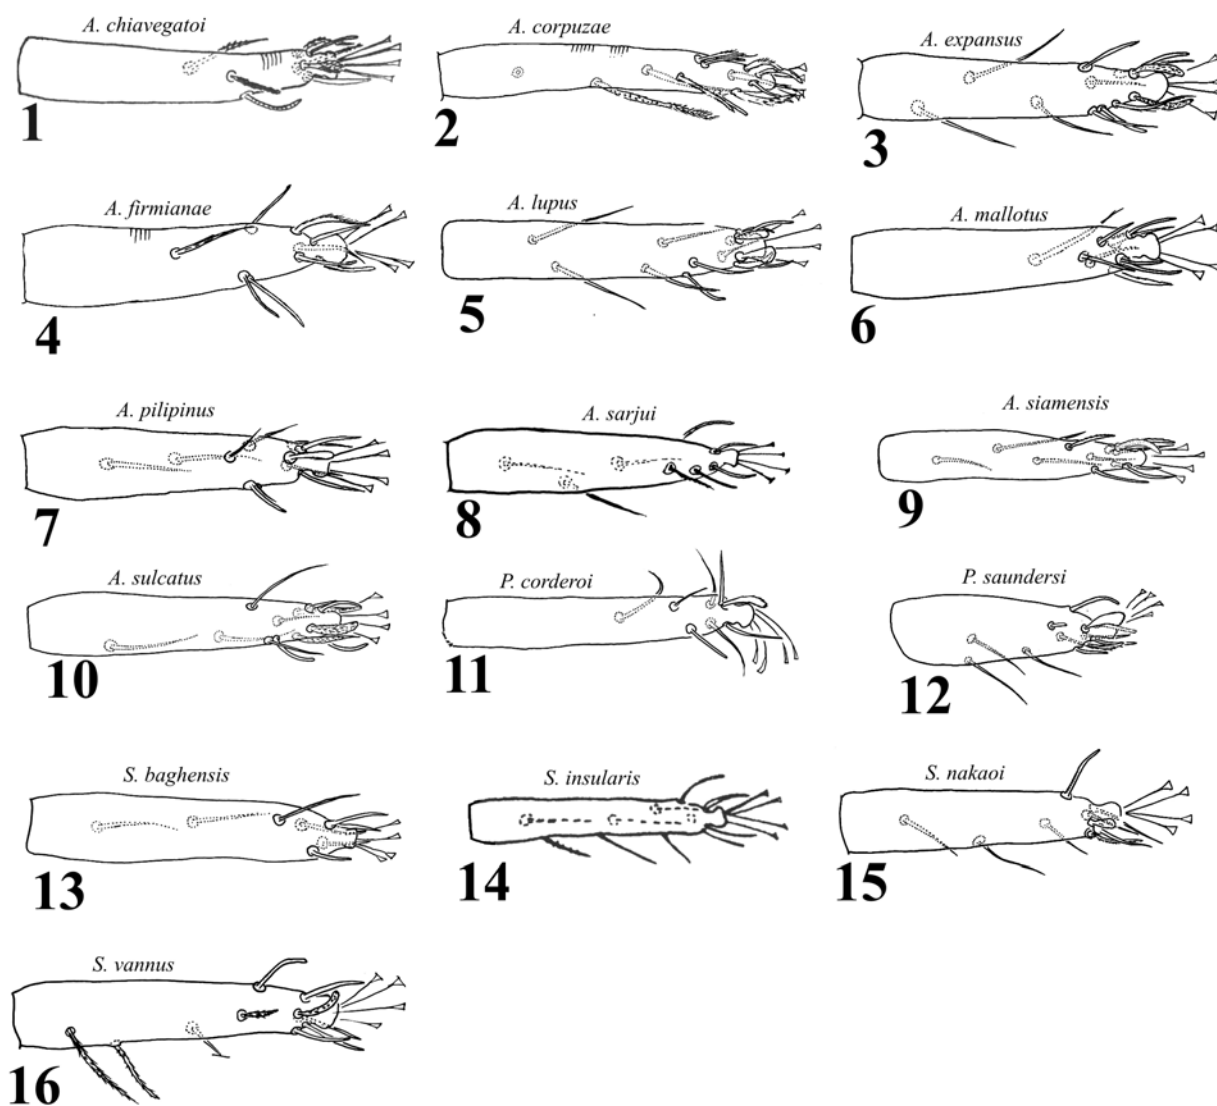 A. chiavegatoi
1
A. corpuzae
2
A. expansus
3
A. firmianae
4
A. lupus
5
A. mallotus
6
A. pilipinus
7
A. sarjui
8
A. siamensis
9
A. sulcatus
10
P. corderoi
11
P. saundersi
12
S. baghensis
13
S. insularis
14
S. nakaoi
15
S. vannus
16